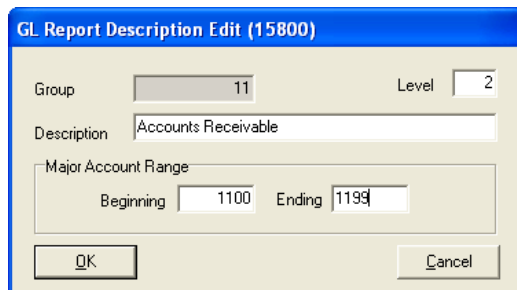 GL Report Description Edit (15800)
Group 11 Level 2
Description Accounts Receivable
Major Account Range
Beginning 1100 Ending 1199
OK Cancel